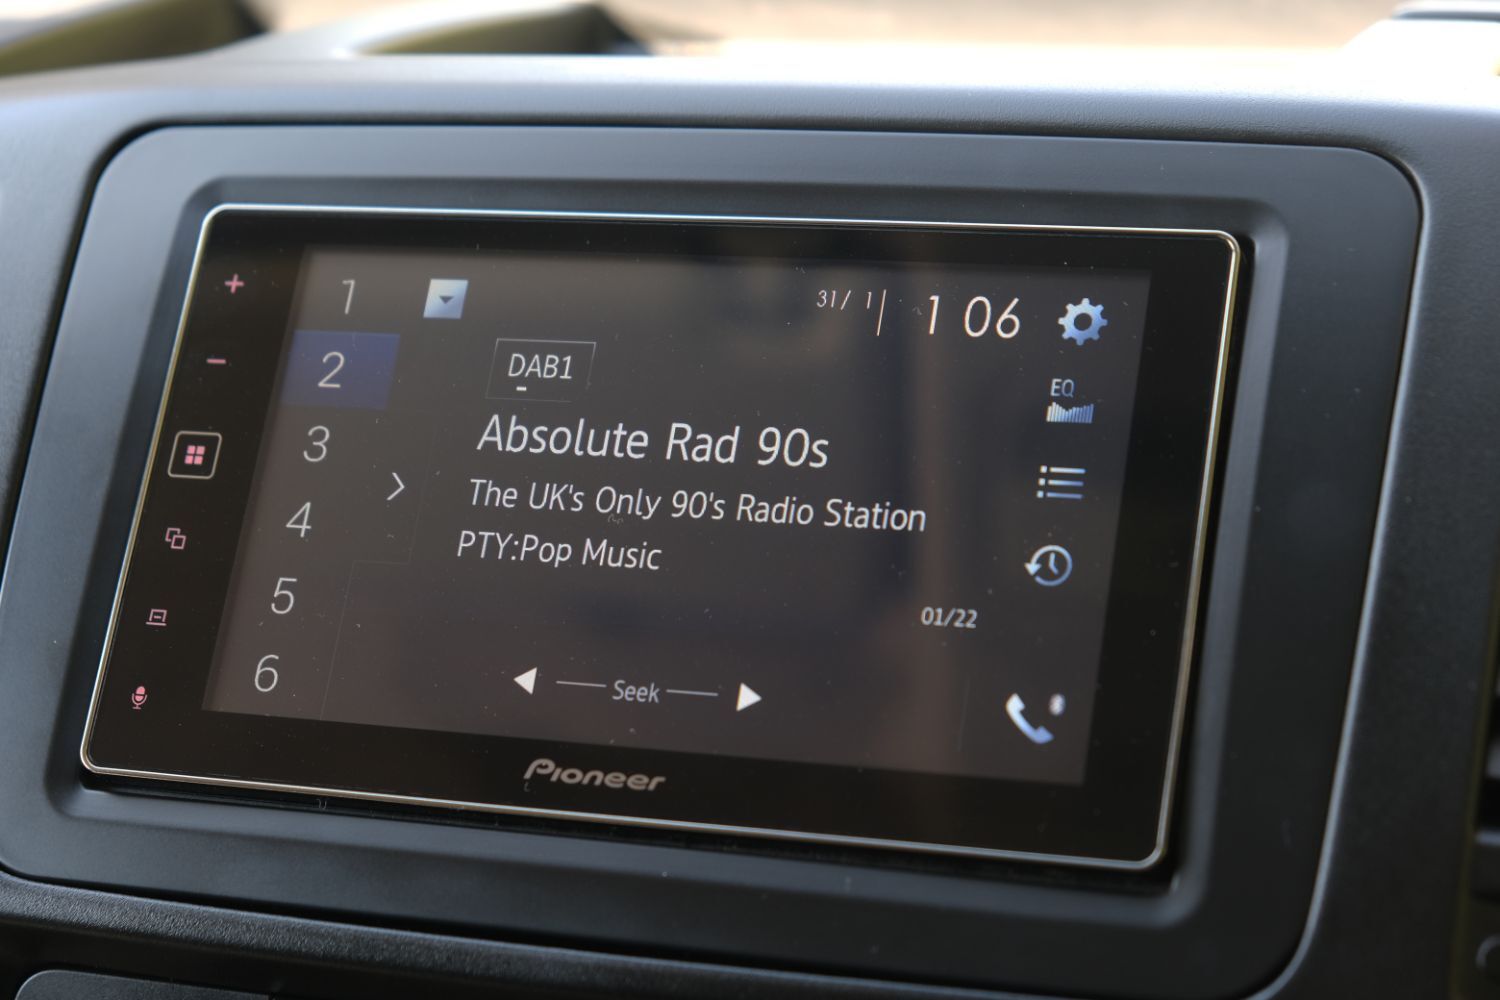 1
31/ 1
1 06
2
DAB1
EQ
3
Absolute Rad 90s
4
The UK's Only 90's Radio Station
PTY:Pop Music
5
01/22
6
Seek
Pioneer